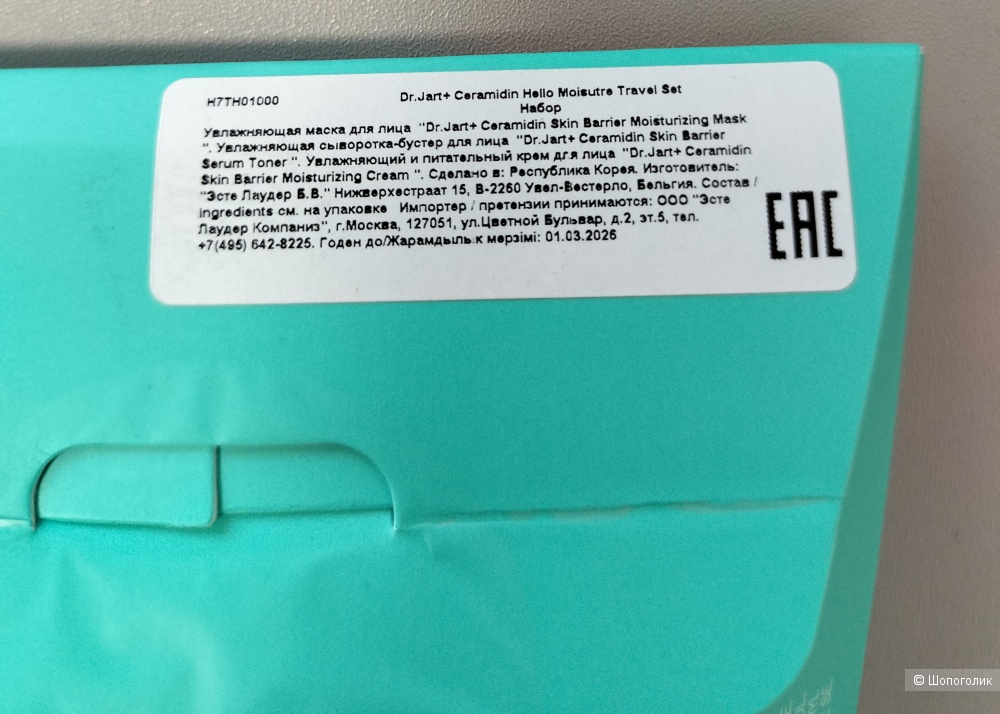 H7TH01000 Dr.Jart+ Ceramidin Hello Moisutre Travel Set
Набор
Увлажняющая маска для лица "Dr.Jart+ Ceramidin Skin Barrier Moisturizing Mask
". Увлажняющая сыворотка-бустер для лица "Dr.Jart+ Ceramidin Skin Barrier
Serum Toner ". Увлажняющий и питательный крем для лица "Dr.Jart+ Ceramidin
Skin Barrier Moisturizing Cream ". Сделано в: Республика Корея. Изготовитель:
"Эсте Лаудер Б.В." Нижверхестраат 15, В-2260 Увел-Вестерло, Бельгия. Состав /
Ingredients см. на упаковке Импортер / претензии принимаются: ООО "Эсте
Лаудер Компаниз", г.Москва, 127051, ул.Цветной Бульвар, д.2, эт.5, тел.
+7(495) 642-8225. Годен до/Жарамдылық мерзімі: 01.03.2026
EAC
© Шопоголик